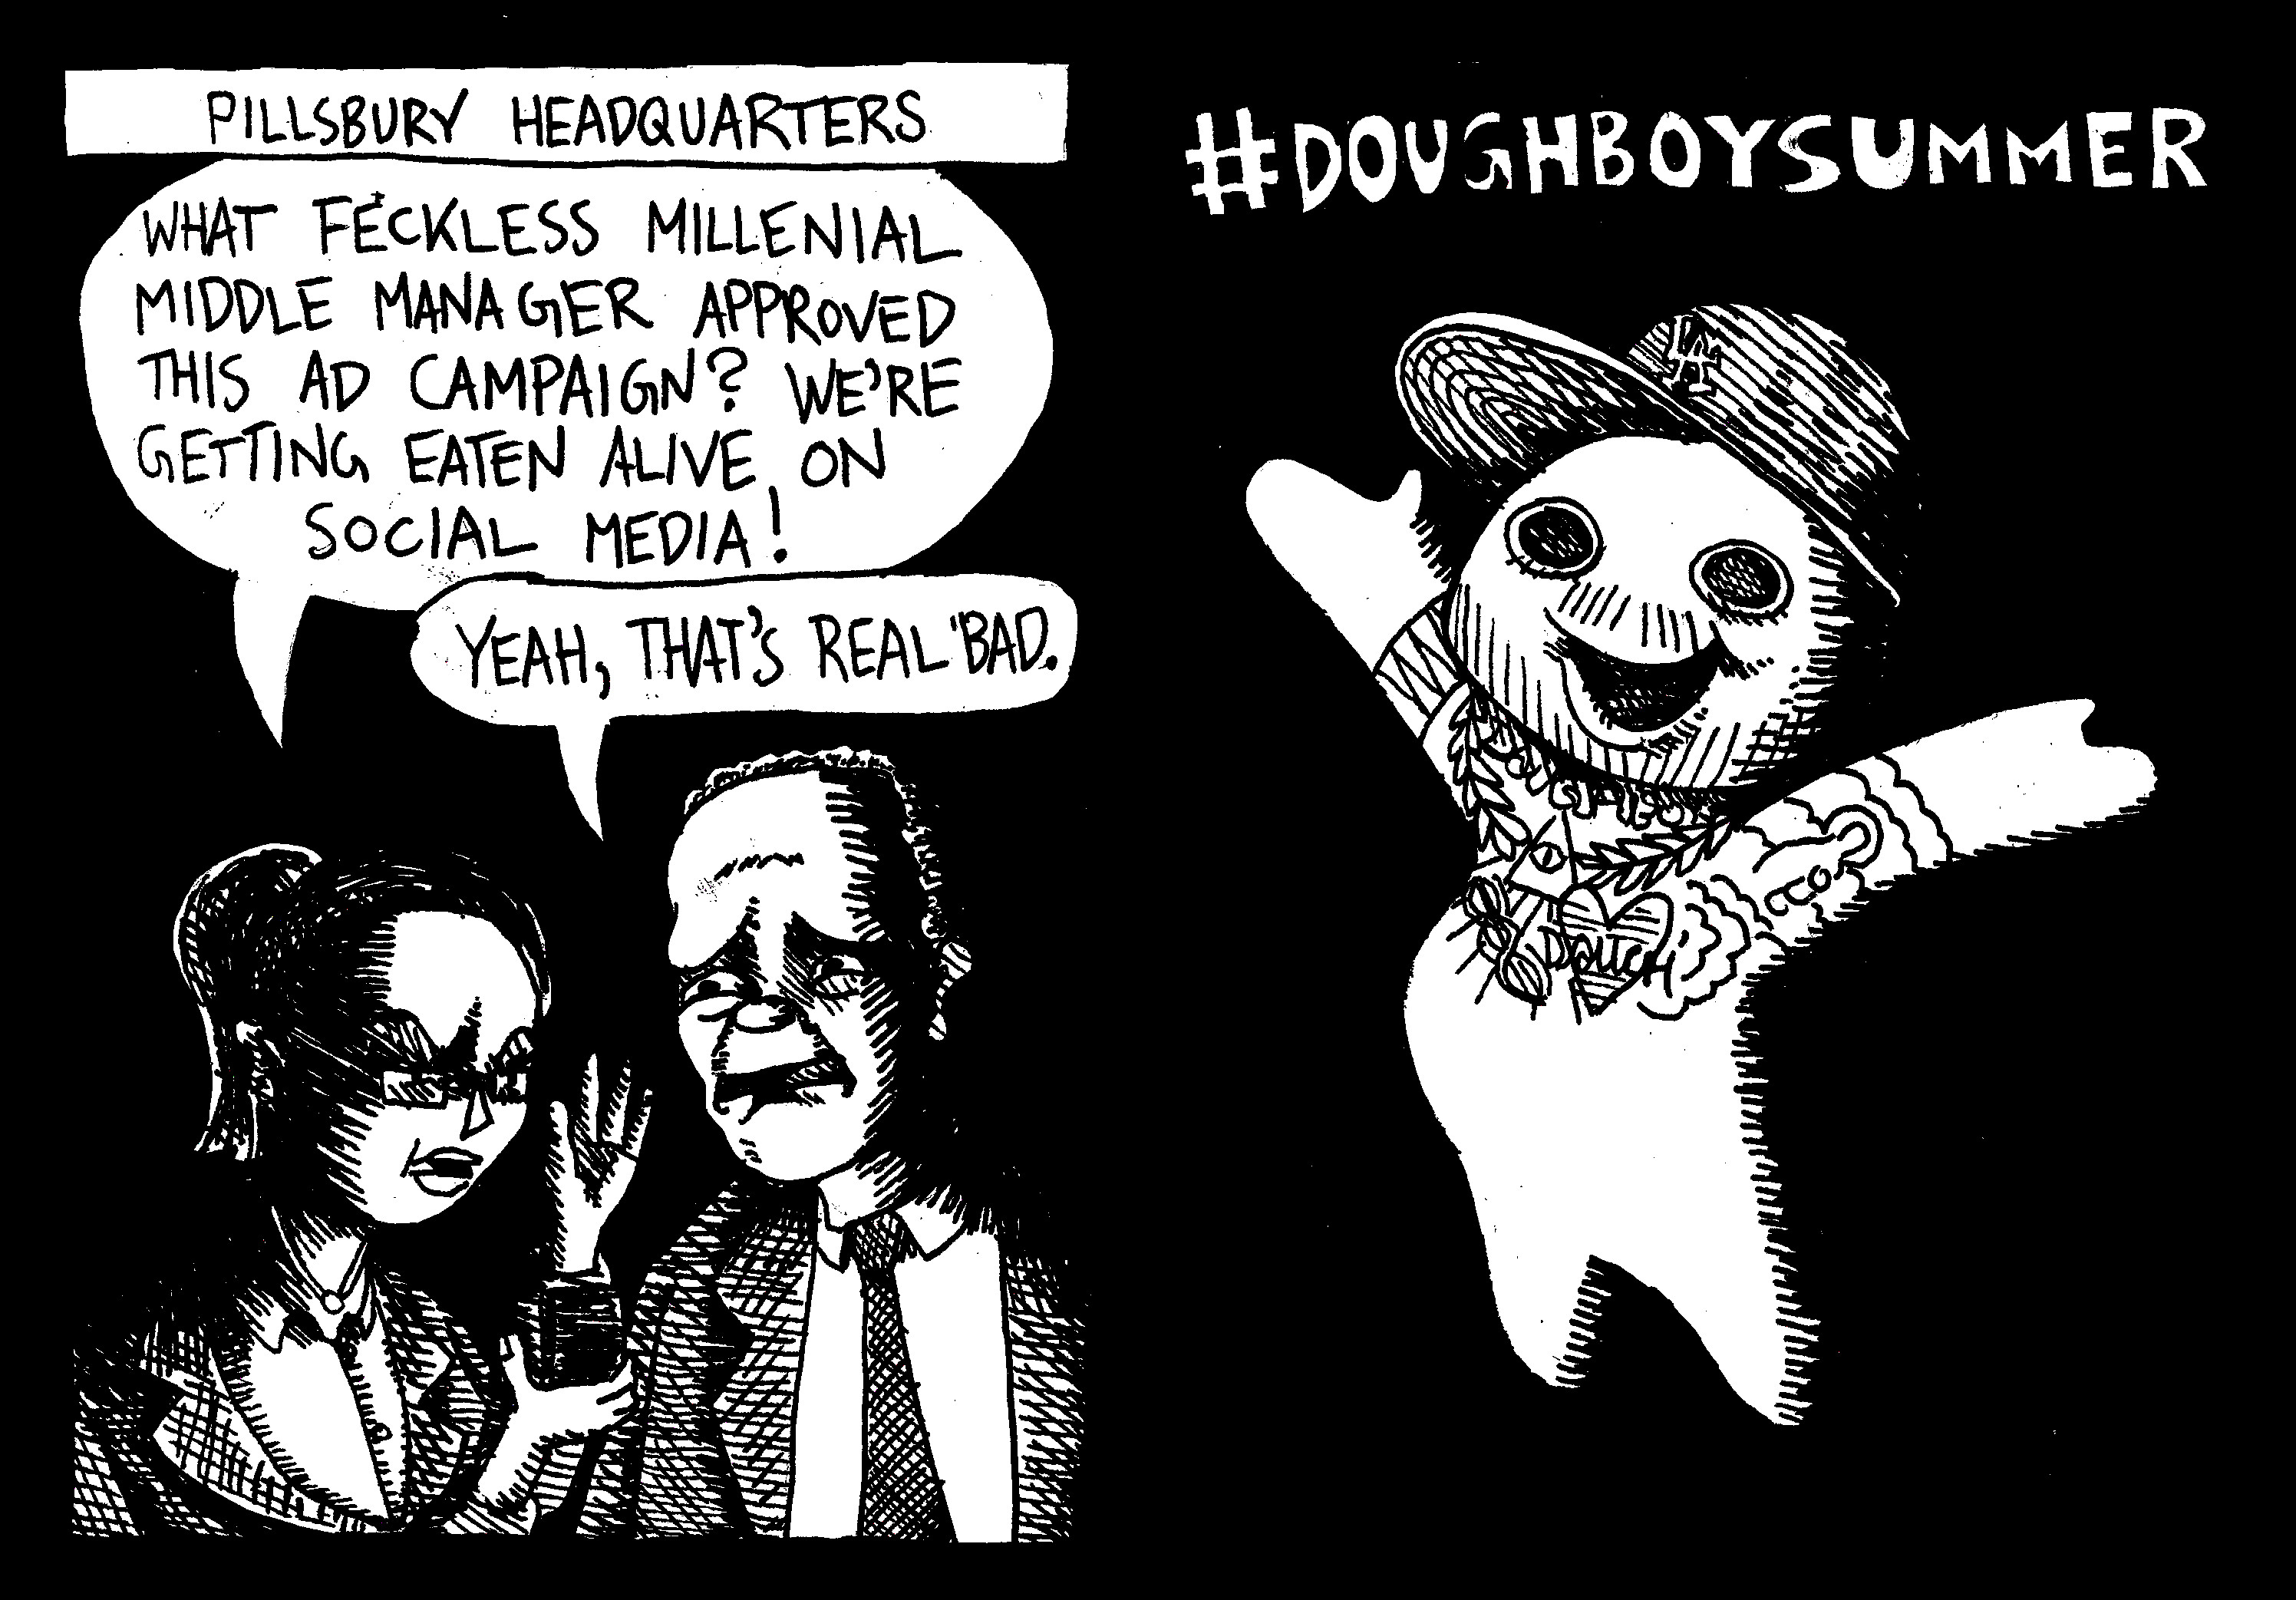 PILLSBURY HEADQUARTERS
WHAT FECKLESS MILLENIAL
MIDDLE MANAGER APPROVED
THIS AD CAMPAIGN? WE'RE
GETTING EATEN ALIVE ON
SOCIAL MEDIA!
YEAH, THAT'S REAL BAD.
#DOUGHBOYSUMMER